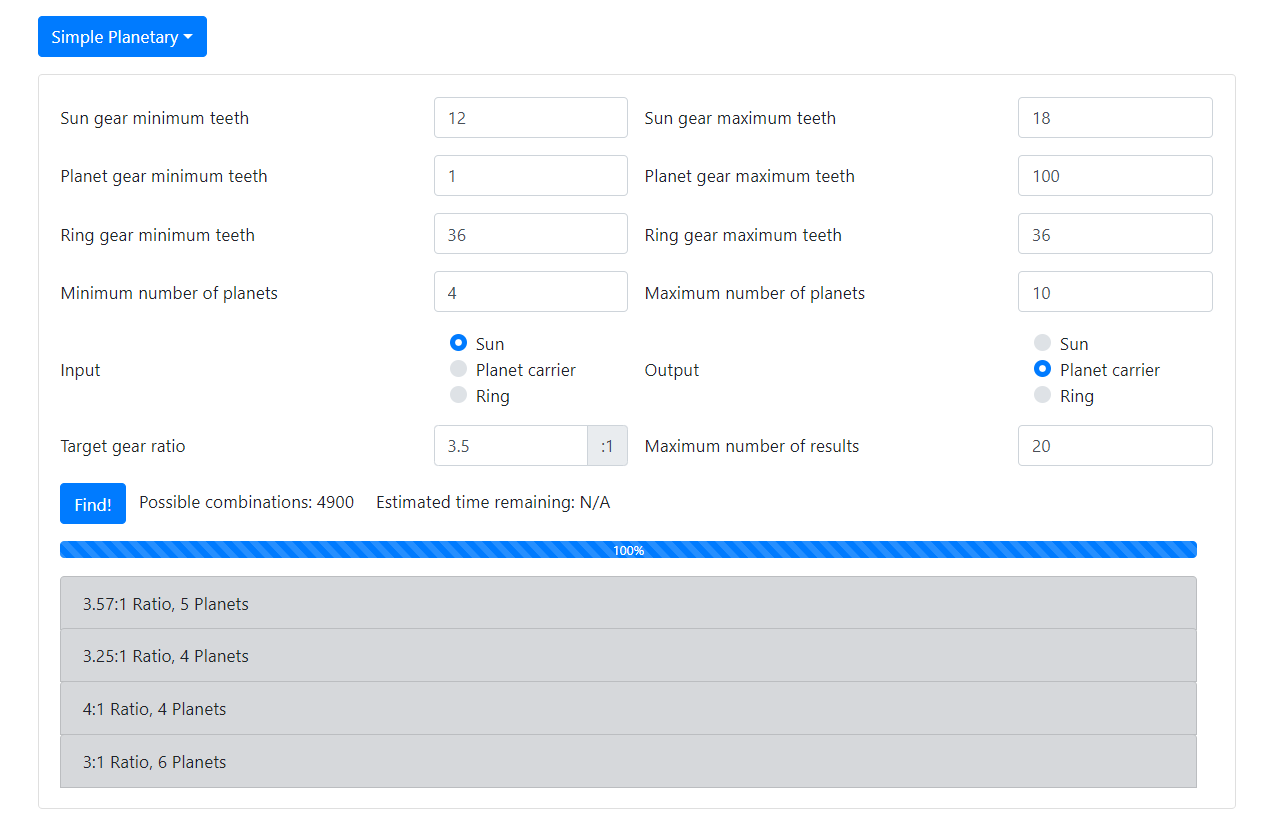 Simple Planetary
Sun gear minimum teeth 12 Sun gear maximum teeth 18
Planet gear minimum teeth 1 Planet gear maximum teeth 100
Ring gear minimum teeth 36 Ring gear maximum teeth 36
Minimum number of planets 4 Maximum number of planets 10
Input
Sun
Planet carrier
Ring
Output
Sun
Planet carrier
Ring
Target gear ratio 3.5 :1 Maximum number of results 20
Find! Possible combinations: 4900 Estimated time remaining: N/A
100%
3.57:1 Ratio, 5 Planets
3.25:1 Ratio, 4 Planets
4:1 Ratio, 4 Planets
3:1 Ratio, 6 Planets